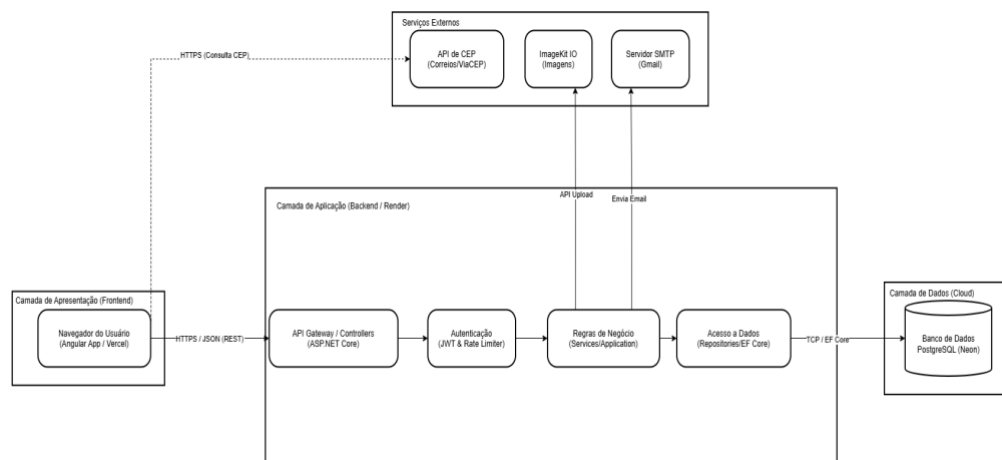 Serviços Externos
API de CEP
(Correios/ViaCEP)
ImageKit IO
(Imagens)
Servidor SMTP
(Gmail)
HTTPS (Consulta CEP)
API Upload
Envia Email
Camada de Aplicação (Backend / Render)
Camada de Apresentação (Frontend)
Navegador do Usuário
(Angular App / Vercel)
HTTPS / JSON (REST)
API Gateway / Controllers
(ASP.NET Core)
Autenticação
(JWT & Rate Limiter)
Regras de Negócio
(Services/Application)
Acesso a Dados
(Repositories/EF Core)
TCP / EF Core
Camada de Dados (Cloud)
Banco de Dados
PostgreSQL (Neon)